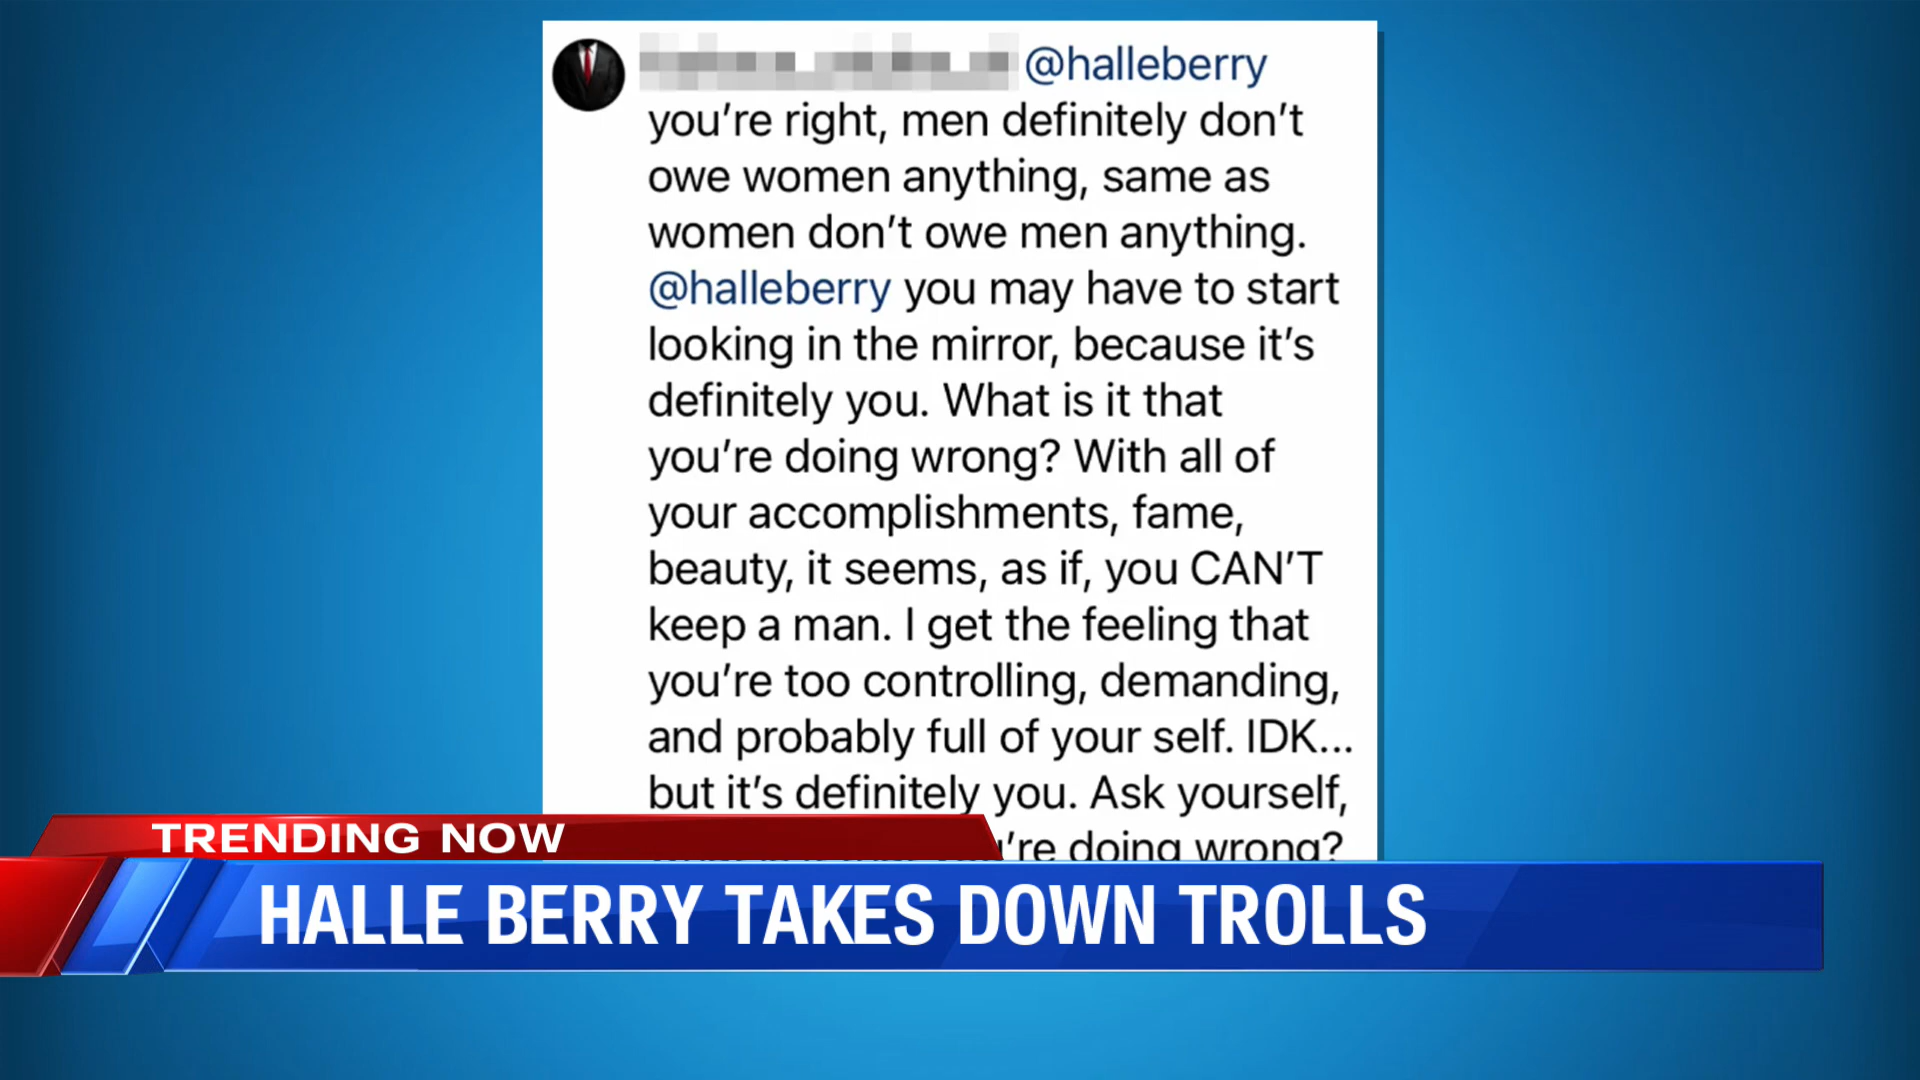 @halleberry
you’re right, men definitely don’t
owe women anything, same as
women don’t owe men anything.
@halleberry you may have to start
looking in the mirror, because it’s
definitely you. What is it that
you’re doing wrong? With all of
your accomplishments, fame,
beauty, it seems, as if, you CAN’T
keep a man. I get the feeling that
you’re too controlling, demanding,
and probably full of your self. IDK...
but it’s definitely you. Ask yourself,
doing wrong?
TRENDING NOW
HALLE BERRY TAKES DOWN TROLLS